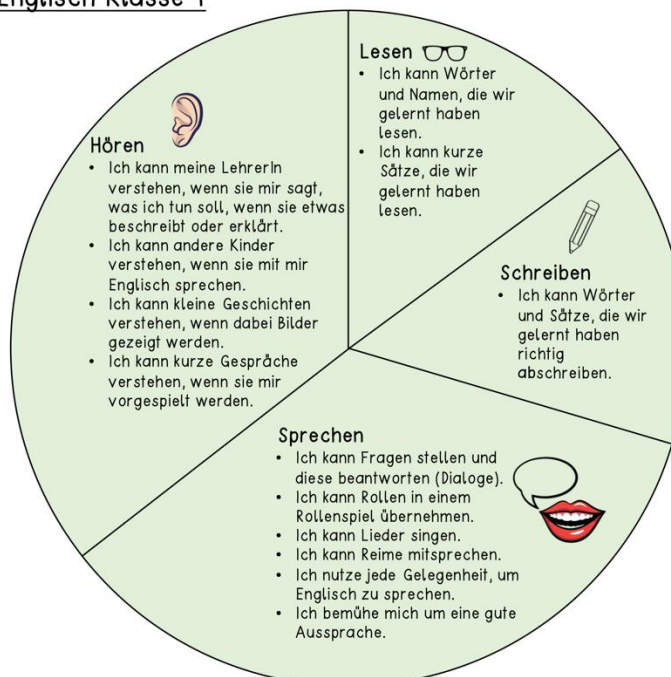 Englisch Klasse
Lesen
• Ich kann Wörter
und Namen, die wir
gelernt haben
lesen.
• Ich kann kurze
Sätze, die wir
gelernt haben
lesen.
Hören
• Ich kann meine LehrerIn
verstehen, wenn sie mir sagt,
was ich tun soll, wenn sie etwas
beschreibt oder erklärt.
• Ich kann andere Kinder
verstehen, wenn sie mit mir
Englisch sprechen.
• Ich kann kleine Geschichten
verstehen, wenn dabei Bilder
gezeigt werden.
• Ich kann kurze Gespräche
verstehen, wenn sie mir
vorgespielt werden.
Schreiben
• Ich kann Wörter
und Sätze, die wir
gelernt haben
richtig
abschreiben.
Sprechen
• Ich kann Fragen stellen und
diese beantworten (Dialoge).
• Ich kann Rollen in einem
Rollenspiel übernehmen.
• Ich kann Lieder singen.
• Ich kann Reime mitsprechen.
• Ich nutze jede Gelegenheit, um
Englisch zu sprechen.
• Ich bemühe mich um eine gute
Aussprache.